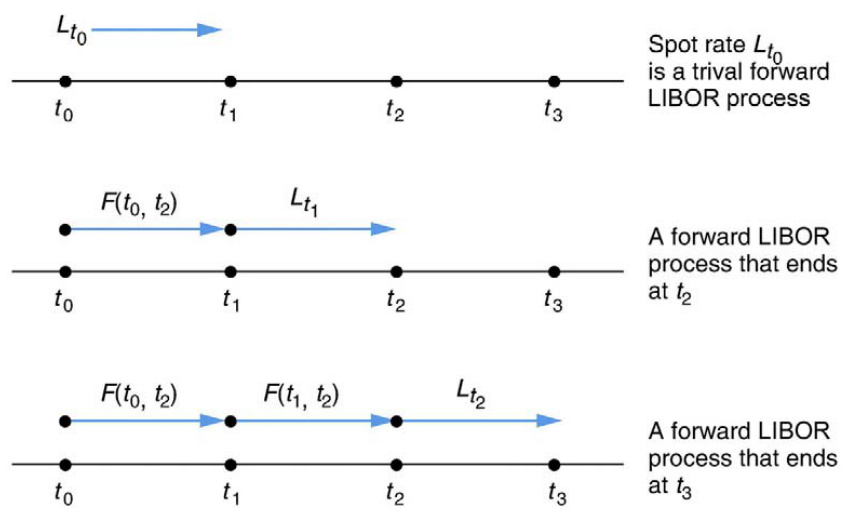 L_{t_0}
Spot rate L_{t_0}
is a trival forward
LIBOR process
t_0 t_1 t_2 t_3
F(t_0, t_2) L_{t_1}
A forward LIBOR
process that ends
at t_2
t_0 t_1 t_2 t_3
F(t_0, t_2) F(t_1, t_2) L_{t_2}
A forward LIBOR
process that ends
at t_3
t_0 t_1 t_2 t_3